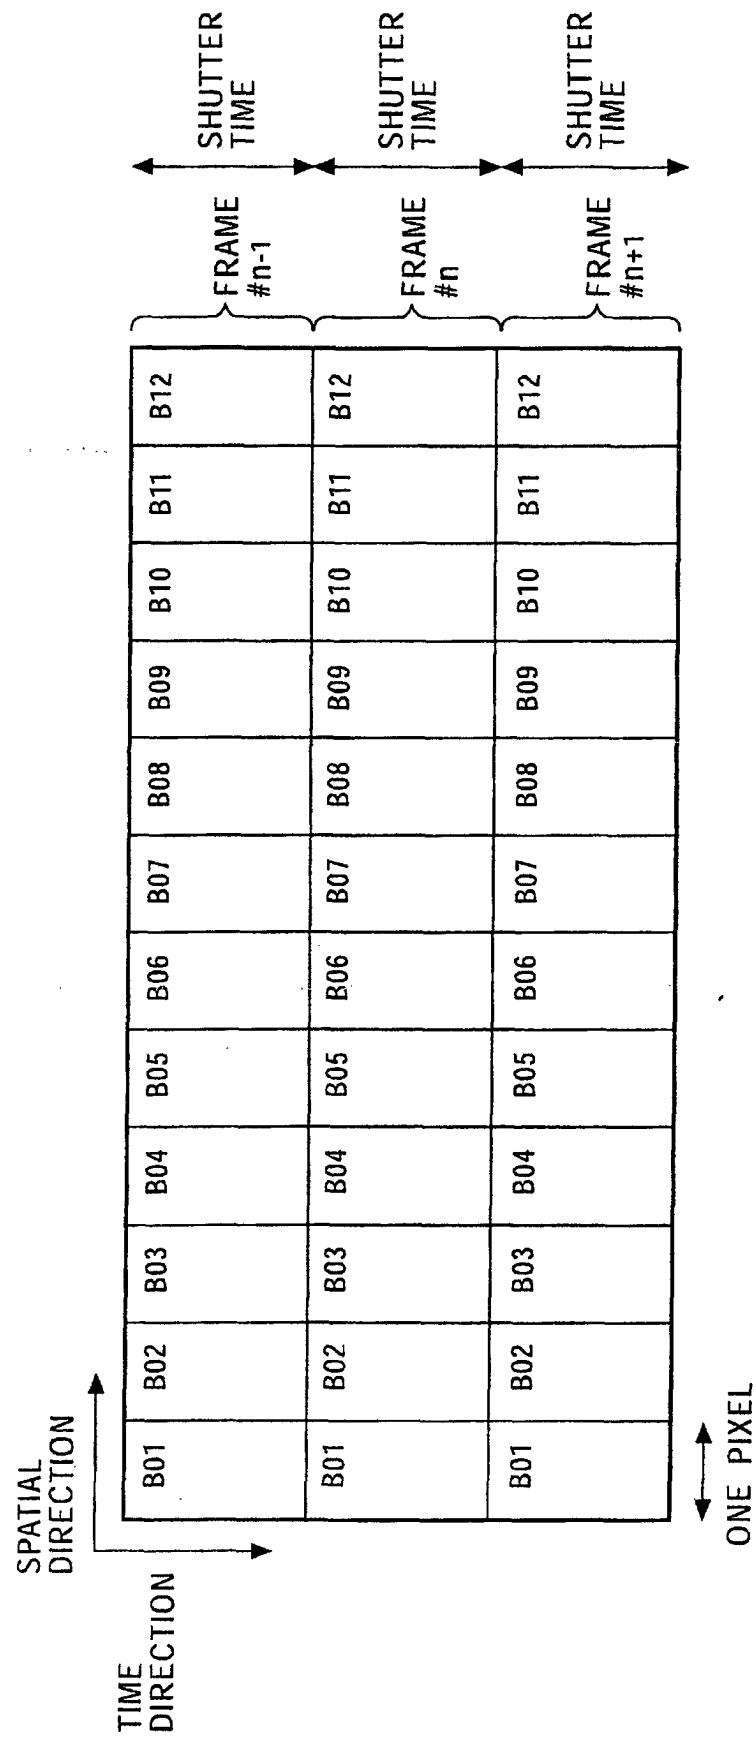 SPATIAL
DIRECTION
TIME
DIRECTION
B01 B02 B03 B04 B05 B06 B07 B08 B09 B10 B11 B12
FRAME
#n-1
SHUTTER
TIME
B01 B02 B03 B04 B05 B06 B07 B08 B09 B10 B11 B12
FRAME
#n
SHUTTER
TIME
B01 B02 B03 B04 B05 B06 B07 B08 B09 B10 B11 B12
FRAME
#n+1
SHUTTER
TIME
ONE PIXEL